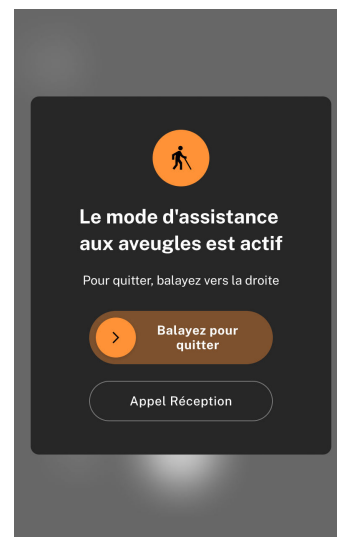 Le mode d'assistance
aux aveugles est actif
Pour quitter, balayez vers la droite
Balayez pour
quitter
Appel Réception